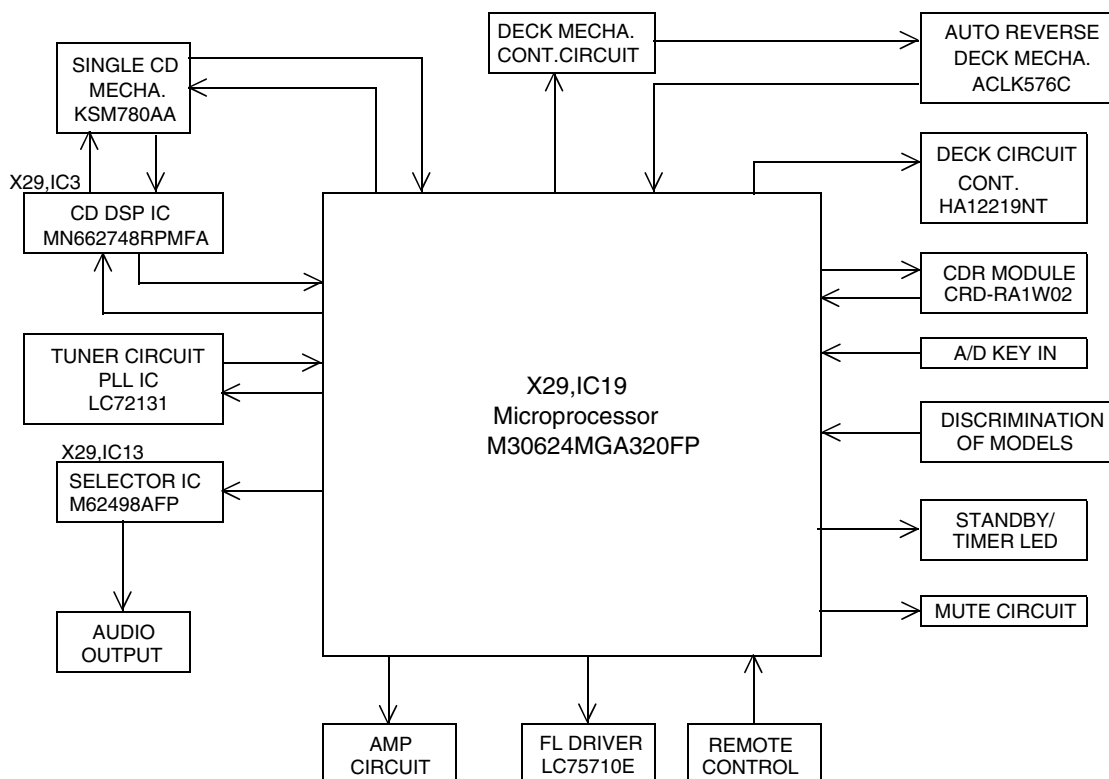 SINGLE CD
MECHA.
KSM780AA
DECK MECHA.
CONT.CIRCUIT
AUTO REVERSE
DECK MECHA.
ACLK576C
X29,IC3
CD DSP IC
MN662748RPMFA
DECK CIRCUIT
CONT.
HA12219NT
CDR MODULE
CRD-RA1W02
TUNER CIRCUIT
PLL IC
LC72131
A/D KEY IN
X29,IC19
Microprocessor
M30624MGA320FP
DISCRIMINATION
OF MODELS
X29,IC13
SELECTOR IC
M62498AFP
STANDBY/
TIMER LED
AUDIO
OUTPUT
MUTE CIRCUIT
AMP
CIRCUIT
FL DRIVER
LC75710E
REMOTE
CONTROL